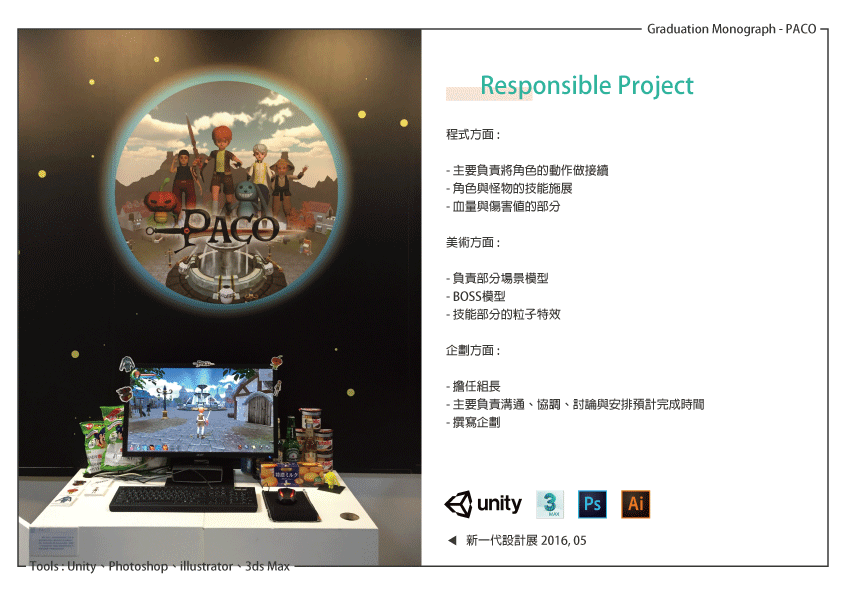 Graduation Monograph - PACO
PACO
Responsible Project
程式方面 :
- 主要負責將角色的動作做接續
- 角色與怪物的技能施展
- 血量與傷害值的部分
美術方面 :
- 負責部分場景模型
- BOSS模型
- 技能部分的粒子特效
企劃方面 :
- 擔任組長
- 主要負責溝通、協調、討論與安排預計完成時間
- 撰寫企劃
unity
3
MAX
Ps
Ai
◀ 新一代設計展 2016, 05
Tools : Unity、Photoshop、illustrator、3ds Max